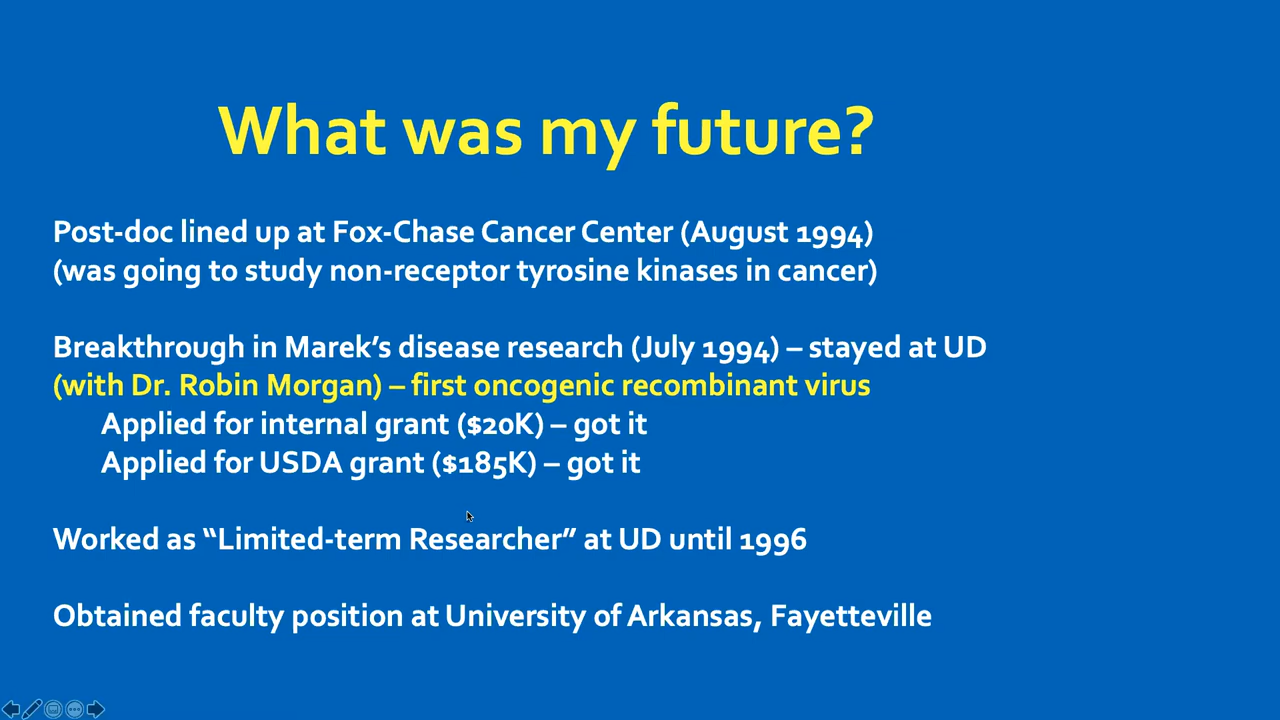 What was my future?
Post-doc lined up at Fox-Chase Cancer Center (August 1994)
(was going to study non-receptor tyrosine kinases in cancer)
Breakthrough in Marek’s disease research (July 1994) – stayed at UD
(with Dr. Robin Morgan) – first oncogenic recombinant virus
Applied for internal grant ($20K) – got it
Applied for USDA grant ($185K) – got it
Worked as “Limited-term Researcher” at UD until 1996
Obtained faculty position at University of Arkansas, Fayetteville